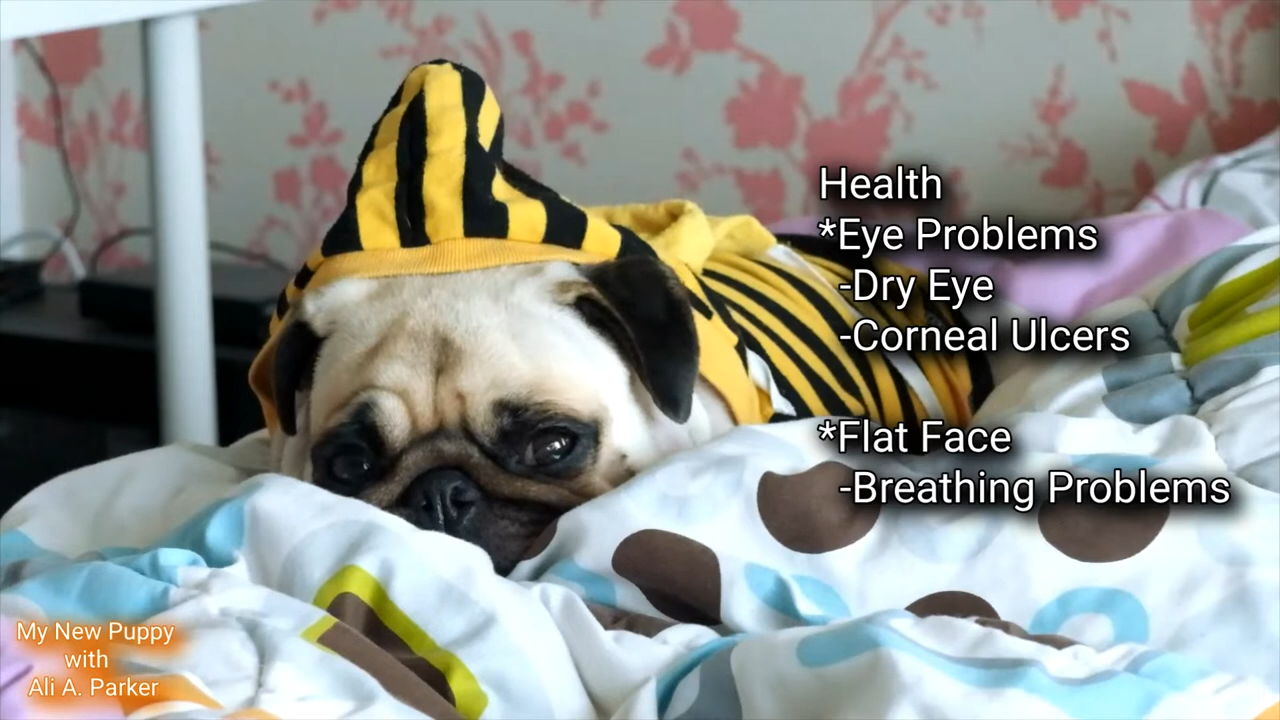 Health
*Eye Problems
-Dry Eye
-Corneal Ulcers
*Flat Face
-Breathing Problems
My New Puppy
with
Ali A. Parker